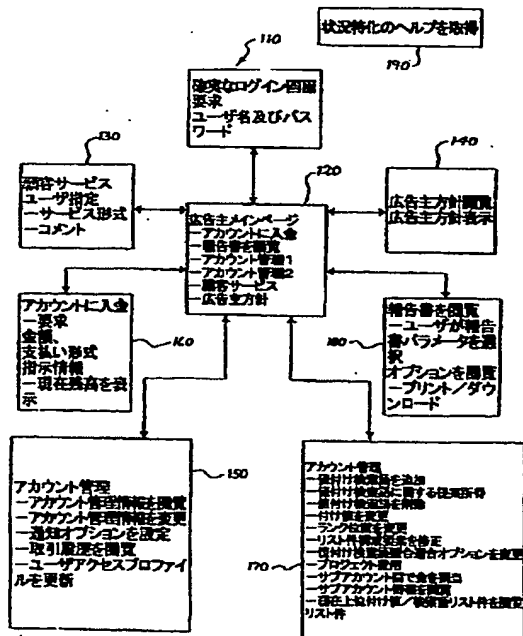 状況特化のヘルプを取得
190
110
確実なログイン画面
要求
ユーザ名及びパス
ワード
130
顧客サービス
ユーザ指定
ーサービス形式
ーコメント
120
広告主メインページ
ーアカウントに入金
ー報告書を閲覧
ーアカウント管理1
ーアカウント管理2
ー顧客サービス
ー広告主方針
140
広告主方針閲覧
広告主方針表示
アカウントに入金
ー要求
金額、
支払い形式
指示情報
ー現在残高を表
示
160
報告書を閲覧
ーユーザが報告
書パラメータを選
択
オプションを閲覧
ープリント/ダウ
ンロード
180
150
アカウント管理
ーアカウント管理情報を閲覧
ーアカウント管理情報を変更
ー通知オプションを設定
ー取引履歴を閲覧
ーユーザアクセスプロファイ
ルを更新
170
アカウント管理
ー値付け検索語を追加
ー値付け検索語に関する提案取得
ー値付け検索語を削除
ー付け値を変更
ーランク位置を変更
ーリスト件構成要素を修正
ープロジェクト費用
ーサブアカウント間で金を割当
ーサブアカウント情報を閲覧
リスト件